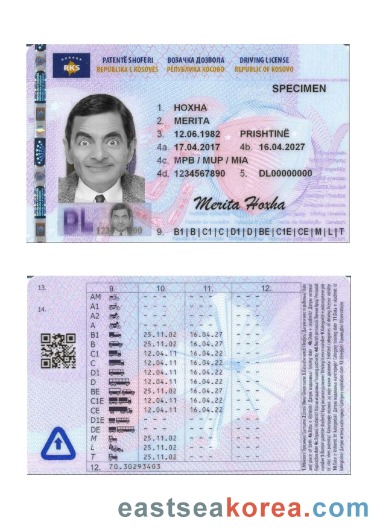 RKS
PATENTË SHOFERI ВОЗАЧКА ДОЗВОЛА DRIVING LICENSE
REPUBLIKA E KOSOVËS РЕПУБЛИКА КОСОВО REPUBLIC OF KOSOVO
SPECIMEN
1. HOXHA
2. MERITA
3. 12.06.1982 PRISHTINË
4a. 17.04.2017 4b. 16.04.2027
4c. MPB / MUP / MIA
4d. 1234567890 5. DL00000000
Merita Hoxha
DL
9. B1| B| C1| C| D1| D| BE| C1E| CE| M| L| T
13.
14.
9. 10. 11. 12.
AM
A1
A2
A
B1 25.11.02 16.04.27
B 25.11.02 16.04.27
C1 12.04.11 16.04.22
C 12.04.11 16.04.22
D1 12.04.11 16.04.22
D 12.04.11 16.04.22
BE 25.11.02 16.04.27
C1E 12.04.11 16.04.22
CE 12.04.11 16.04.22
D1E
DE
M 25.11.02
L 25.11.02
T 25.11.02
12. 70.30293403
eastseakorea.com